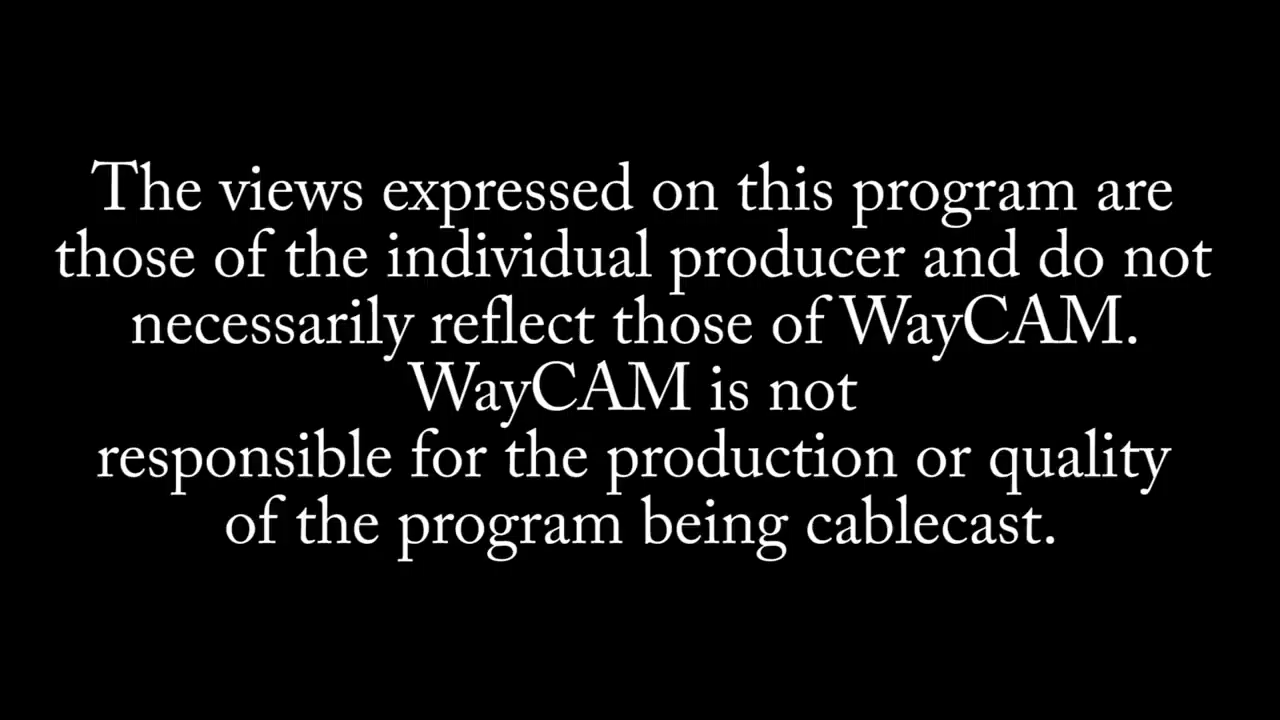 The views expressed on this program are
those of the individual producer and do not
necessarily reflect those of WayCAM.
WayCAM is not
responsible for the production or quality
of the program being cablecast.